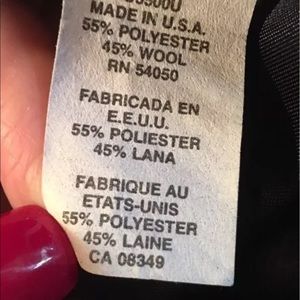 MADE IN U.S.A.
55% POLYESTER
45% WOOL
RN 54050
FABRICADA EN
E.E.U.U.
55% POLIESTER
45% LANA
FABRIQUE AU
ETATS-UNIS
55% POLYESTER
45% LAINE
CA 08349